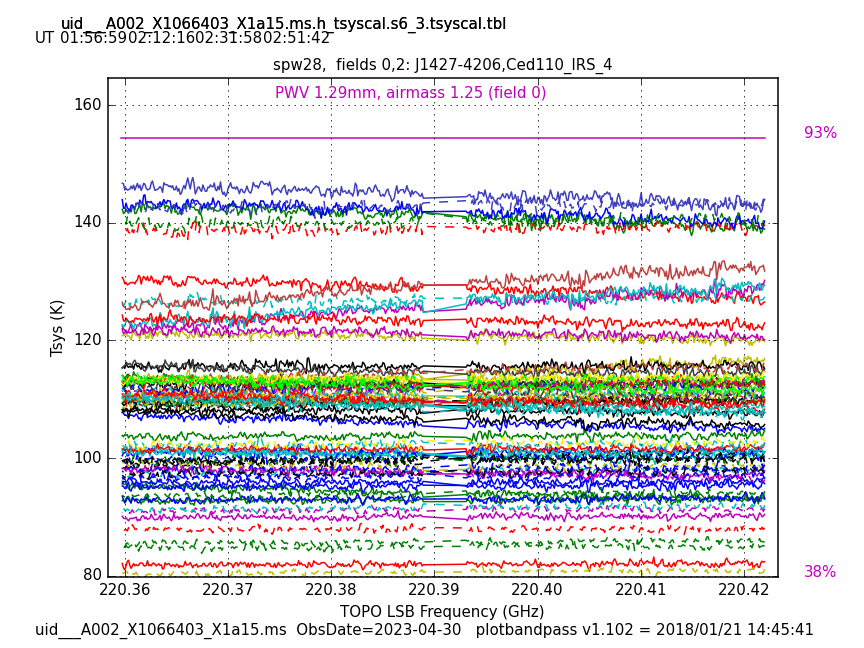 uid___A002_X1066403_X1a15.ms.h_tsyscal.s6_3.tsyscal.tbl
UT 01:56:5902:12:1602:31:5802:51:42
spw28,  fields 0,2: J1427-4206,Ced110_IRS_4
PWV 1.29mm, airmass 1.25 (field 0)
160
140
120
100
80
Tsys (K)
93%
38%
220.36 220.37 220.38 220.39 220.40 220.41 220.42
TOPO LSB Frequency (GHz)
uid___A002_X1066403_X1a15.ms  ObsDate=2023-04-30   plotbandpass v1.102 = 2018/01/21 14:45:41